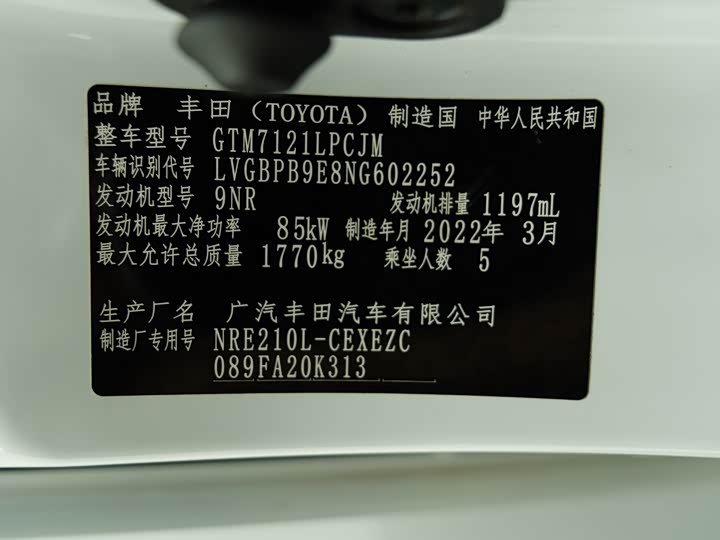 品牌 丰田（TOYOTA） 制造国 中华人民共和国
整车型号 GTM7121LPCJM
车辆识别代号 LVGBPB9E8NG602252
发动机型号 9NR 发动机排量 1197mL
发动机最大净功率 85kW 制造年月 2022年 3月
最大允许总质量 1770kg 乘坐人数 5
生产厂名 广汽丰田汽车有限公司
制造厂专用号 NRE210L-CEXEZC
089FA20K313